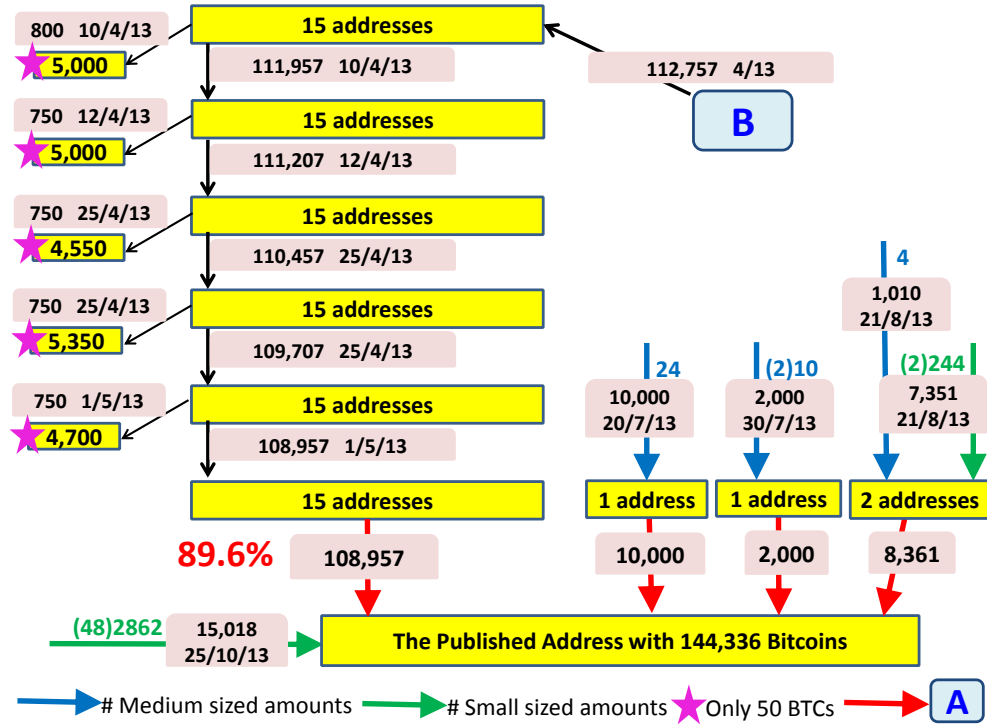 800 10/4/13
5,000
15 addresses
111,957 10/4/13
112,757 4/13
B
750 12/4/13
5,000
15 addresses
111,207 12/4/13
750 25/4/13
4,550
15 addresses
110,457 25/4/13
750 25/4/13
5,350
15 addresses
109,707 25/4/13
750 1/5/13
4,700
15 addresses
108,957 1/5/13
15 addresses
89.6%
108,957
24
10,000
20/7/13
1 address
10,000
(2)10
2,000
30/7/13
1 address
2,000
4
1,010
21/8/13
(2)244
7,351
21/8/13
2 addresses
8,361
(48)2862
15,018
25/10/13
The Published Address with 144,336 Bitcoins
# Medium sized amounts
# Small sized amounts
Only 50 BTCs
A